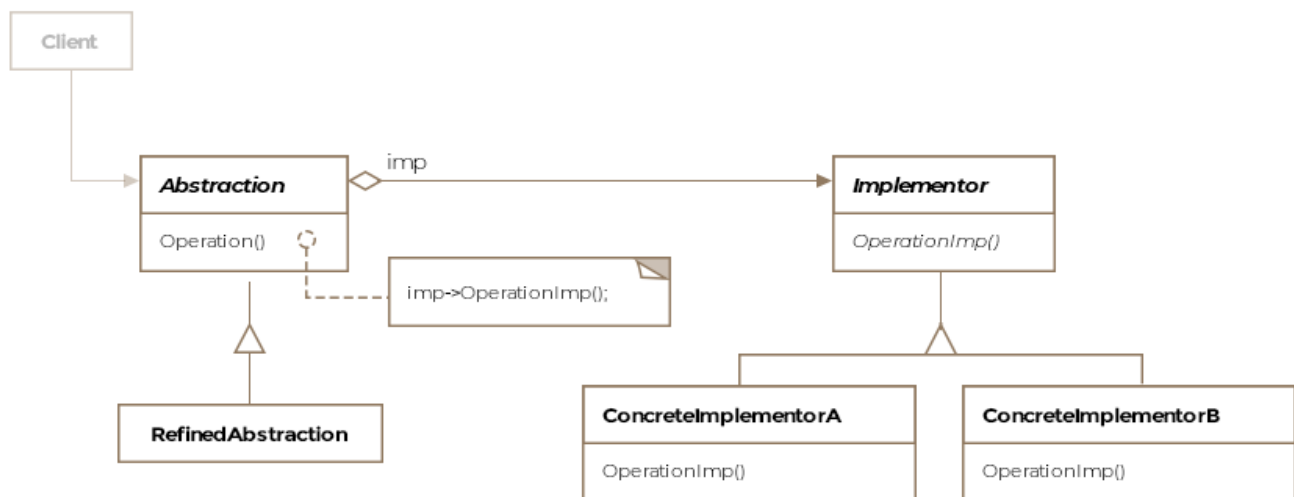 Client
imp
Abstraction
Implementor
Operation()
OperationImp()
imp->OperationImp();
RefinedAbstraction
ConcreteImplementorA
ConcreteImplementorB
OperationImp()
OperationImp()